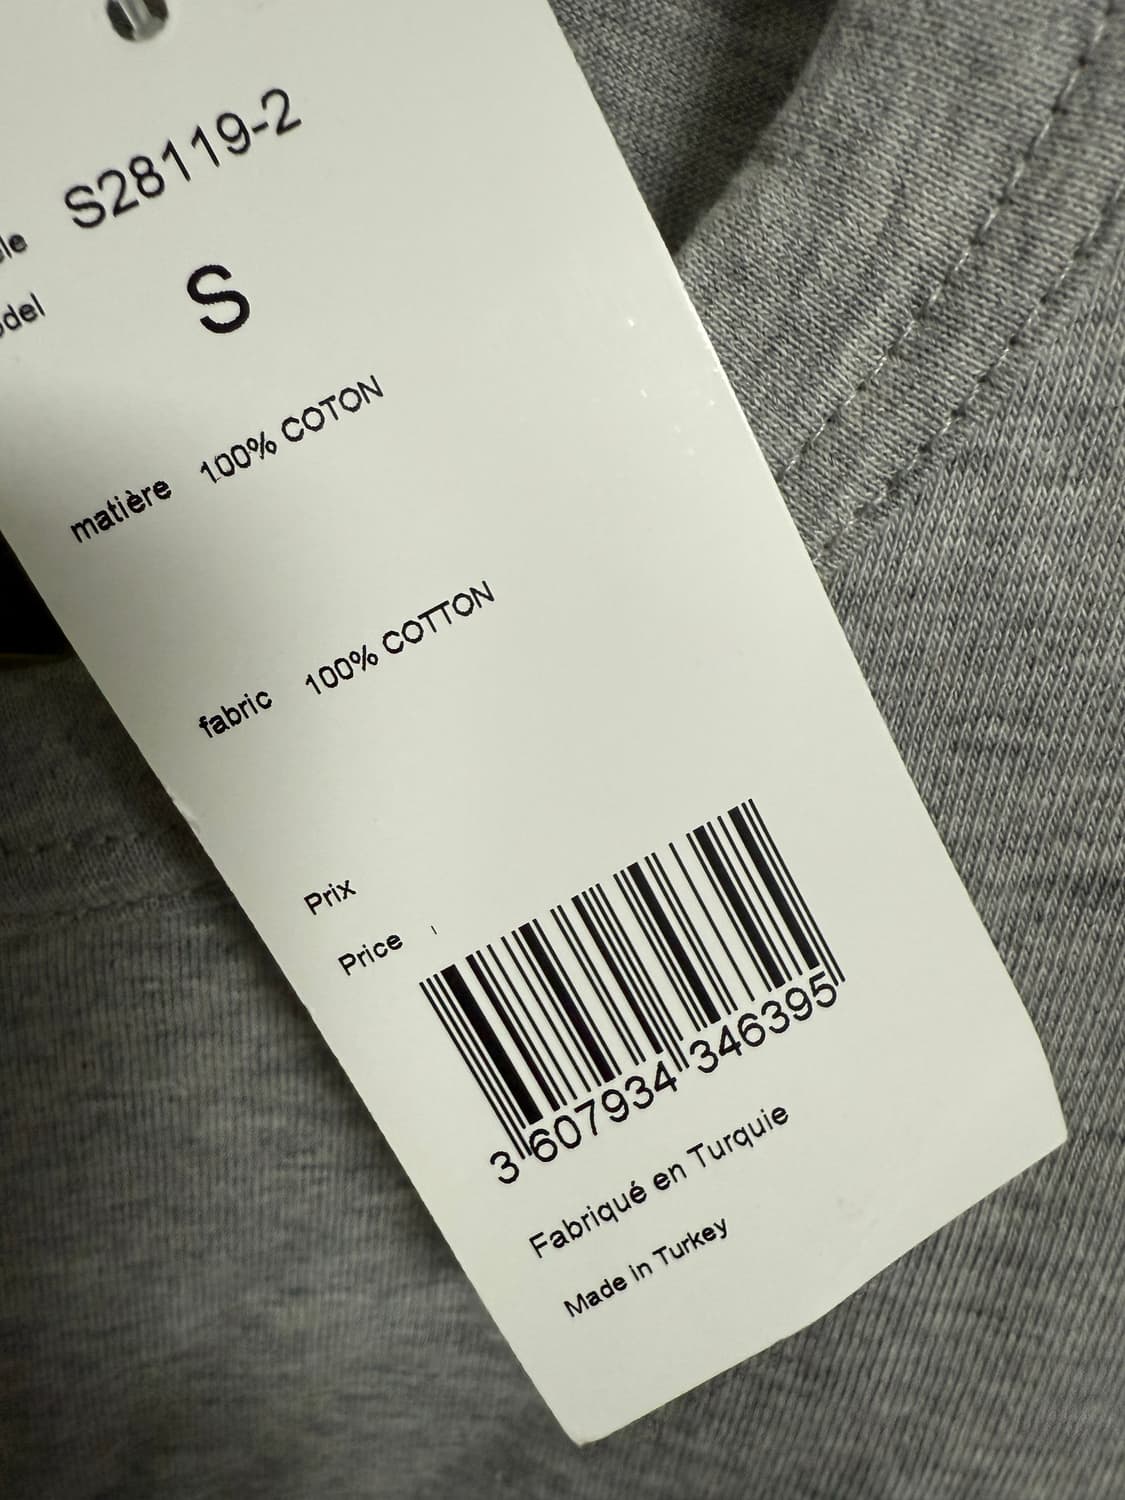 S28119-2
S
matière 100% COTON
fabric 100% COTTON
Prix
Price
3 607934 346395
Fabriqué en Turquie
Made in Turkey